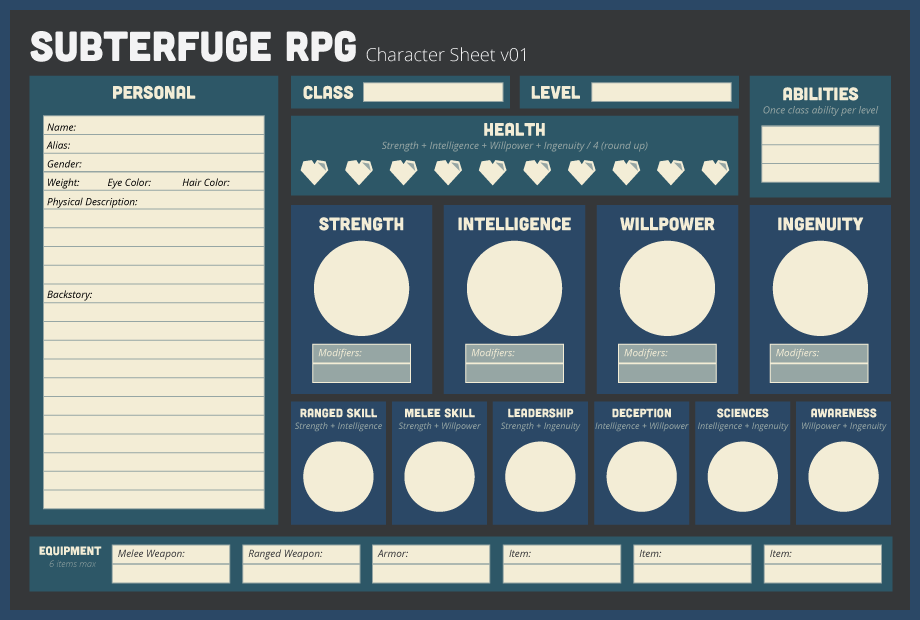 SUBTERFUGE RPG Character Sheet v01
PERSONAL
Name:
Alias:
Gender:
Weight: Eye Color: Hair Color:
Physical Description:
Backstory:
CLASS
LEVEL
HEALTH
Strength + Intelligence + Willpower + Ingenuity / 4 (round up)
ABILITIES
Once class ability per level
STRENGTH
Modifiers:
INTELLIGENCE
Modifiers:
WILLPOWER
Modifiers:
INGENUITY
Modifiers:
RANGED SKILL
Strength + Intelligence
MELEE SKILL
Strength + Willpower
LEADERSHIP
Strength + Ingenuity
DECEPTION
Intelligence + Willpower
SCIENCES
Intelligence + Ingenuity
AWARENESS
Willpower + Ingenuity
EQUIPMENT
6 items max
Melee Weapon:
Ranged Weapon:
Armor:
Item:
Item:
Item: